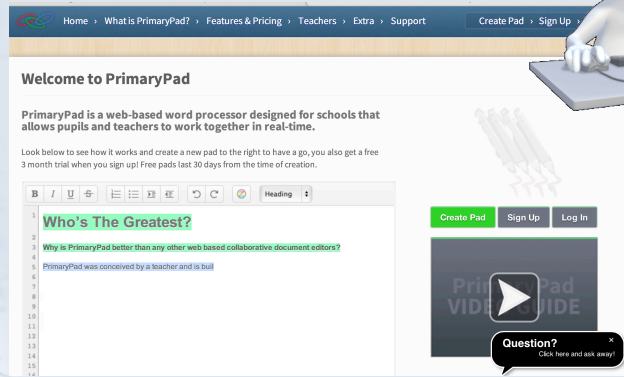 Home › What is PrimaryPad? › Features & Pricing › Teachers › Extra › Support
Create Pad › Sign Up ›
Welcome to PrimaryPad
PrimaryPad is a web-based word processor designed for schools that
allows pupils and teachers to work together in real-time.
Look below to see how it works and create a new pad to the right to have a go, you also get a free
3 month trial when you sign up! Free pads last 30 days from the time of creation.
B I U S Heading
1 Who's The Greatest?
2
3 Why is PrimaryPad better than any other web based collaborative document editors?
4
5 PrimaryPad was conceived by a teacher and is buil
6
7
8
9
10
11
12
13
14
15
Create Pad Sign Up Log In
PrimaryPad
VIDEO GUIDE
Question? ×
Click here and ask away!